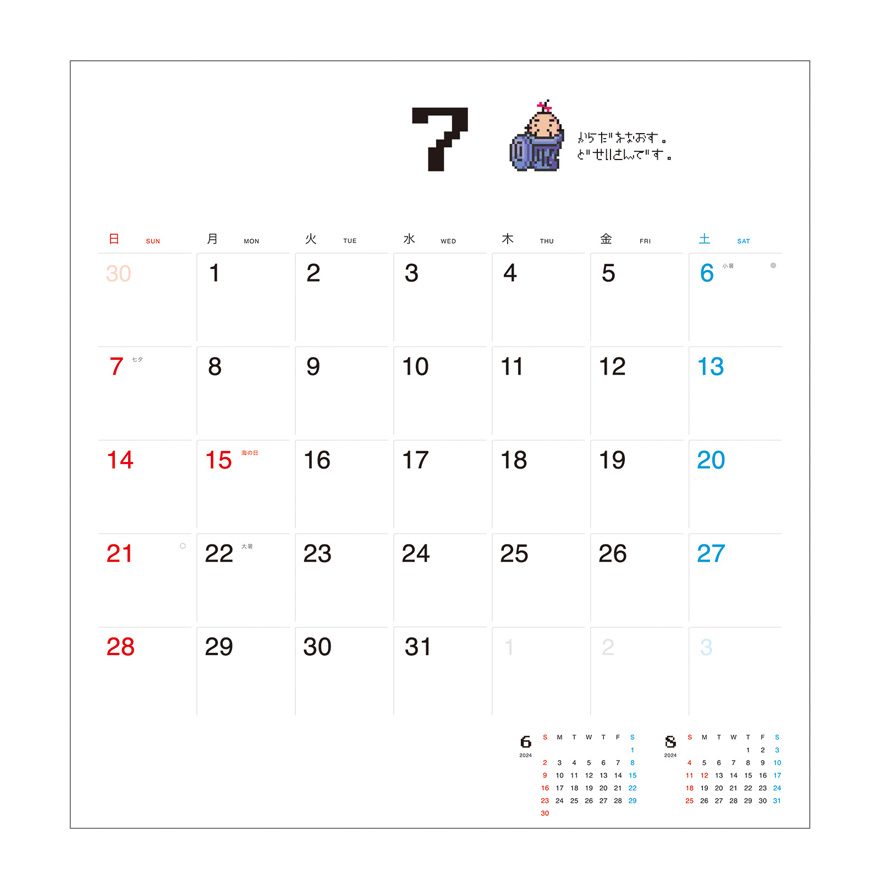 7
からだをなおす。
どせいさんです。
日 SUN 月 MON 火 TUE 水 WED 木 THU 金 FRI 土 SAT
30 1 2 3 4 5 6 小暑
7 七夕 8 9 10 11 12 13
14 15 海の日 16 17 18 19 20
21 22 大暑 23 24 25 26 27
28 29 30 31 1 2 3
6 2024
S M T W T F S
1
2 3 4 5 6 7 8
9 10 11 12 13 14 15
16 17 18 19 20 21 22
23 24 25 26 27 28 29
30
8 2024
S M T W T F S
1 2 3
4 5 6 7 8 9 10
11 12 13 14 15 16 17
18 19 20 21 22 23 24
25 26 27 28 29 30 31